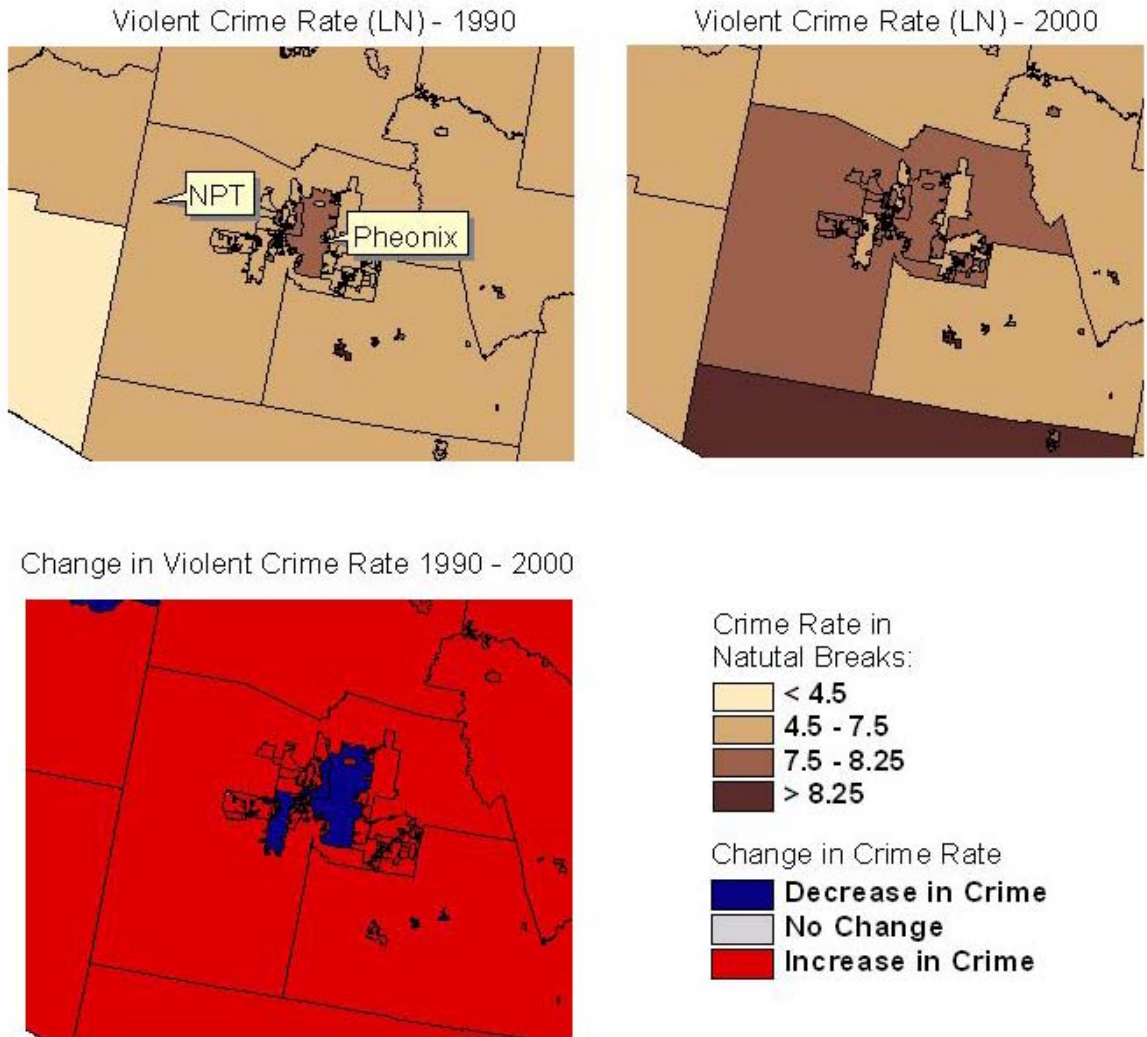 Violent Crime Rate (LN) - 1990
Violent Crime Rate (LN) - 2000
NPT
Pheonix
Change in Violent Crime Rate 1990 - 2000
Crime Rate in
Natutal Breaks:
< 4.5
4.5 - 7.5
7.5 - 8.25
> 8.25
Change in Crime Rate
Decrease in Crime
No Change
Increase in Crime